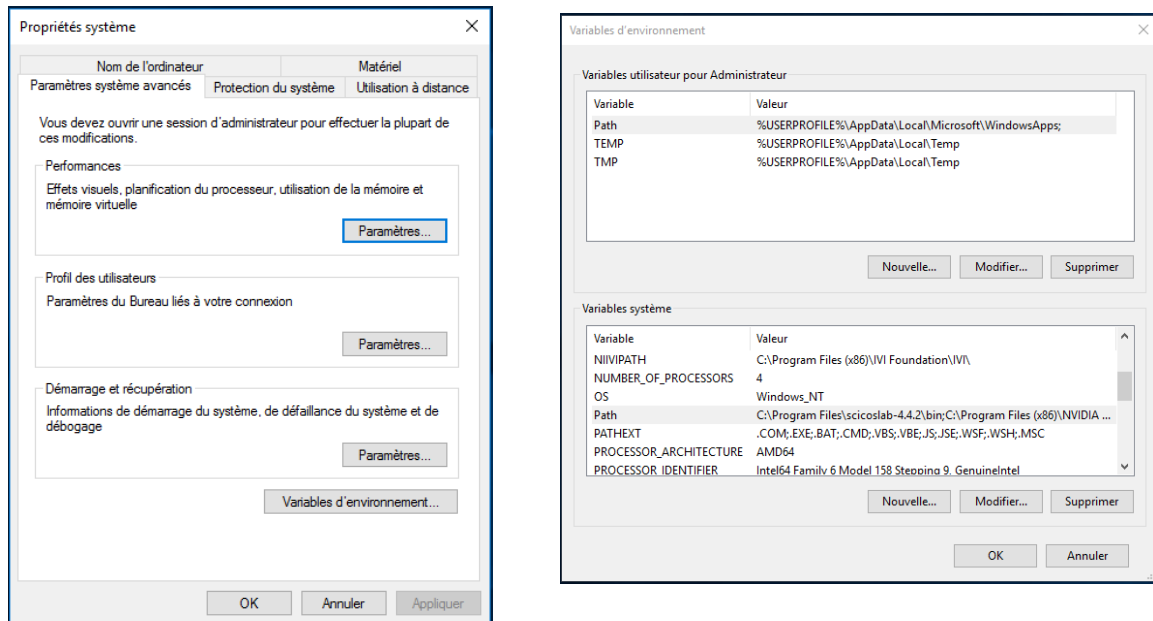 Propriétés système
Nom de l'ordinateur
Matériel
Paramètres système avancés
Protection du système
Utilisation à distance
Vous devez ouvrir une session d'administrateur pour effectuer la plupart de
ces modifications.
Performances
Effets visuels, planification du processeur, utilisation de la mémoire et
mémoire virtuelle
Paramètres...
Profil des utilisateurs
Paramètres du Bureau liés à votre connexion
Paramètres...
Démarrage et récupération
Informations de démarrage du système, de défaillance du système et de
débogage
Paramètres...
Variables d'environnement...
OK
Annuler
Appliquer
Variables d'environnement
Variables utilisateur pour Administrateur
Variable Valeur
Path %USERPROFILE%\AppData\Local\Microsoft\WindowsApps;
TEMP %USERPROFILE%\AppData\Local\Temp
TMP %USERPROFILE%\AppData\Local\Temp
Nouvelle... Modifier... Supprimer
Variables système
Variable Valeur
NIIVIPATH C:\Program Files (x86)\IVI Foundation\IVI\
NUMBER_OF_PROCESSORS 4
OS Windows_NT
Path C:\Program Files\scicoslab-4.4.2\bin;C:\Program Files (x86)\NVIDIA ...
PATHEXT .COM;.EXE;.BAT;.CMD;.VBS;.VBE;.JS;.JSE;.WSF;.WSH;.MSC
PROCESSOR_ARCHITECTURE AMD64
PROCESSOR_IDENTIFIER Intel64 Family 6 Model 158 Stepping 9, GenuineIntel
Nouvelle... Modifier... Supprimer
OK Annuler